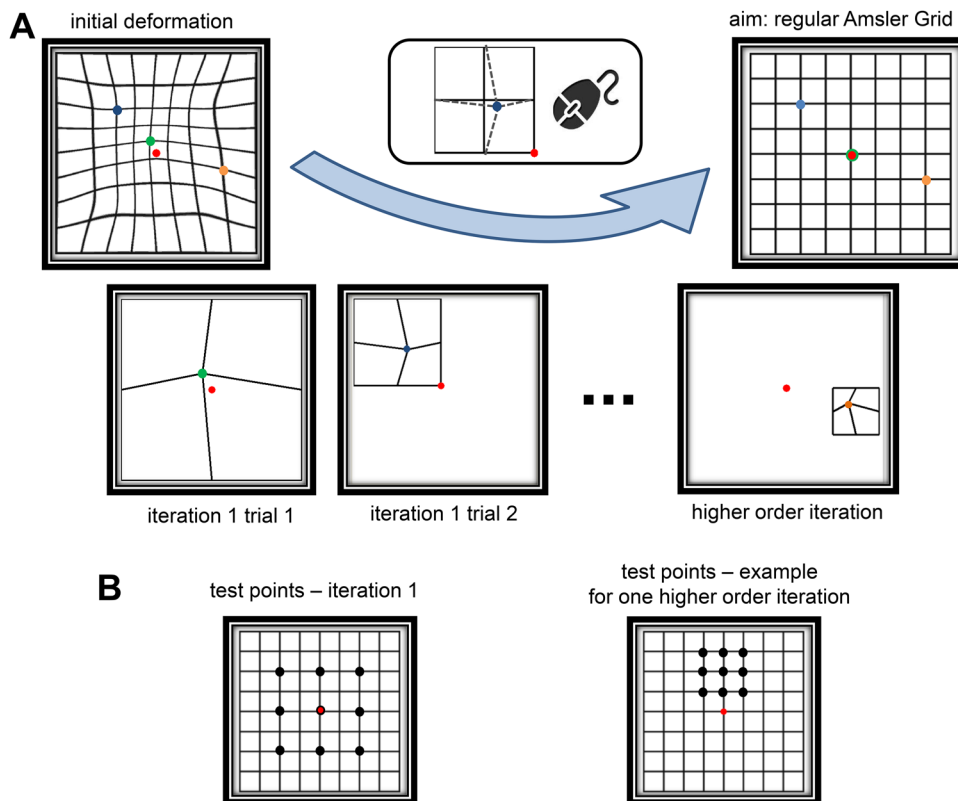 A
initial deformation
aim: regular Amsler Grid
iteration 1 trial 1
iteration 1 trial 2
higher order iteration
B
test points – iteration 1
test points – example
for one higher order iteration